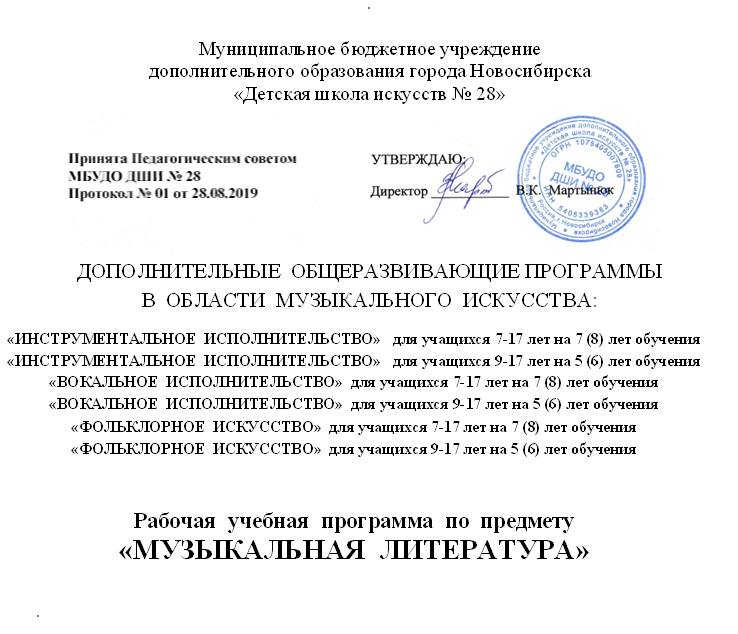 Муниципальное бюджетное учреждение
дополнительного образования города Новосибирска
«Детская школа искусств № 28»
Принята Педагогическим советом
МБУДО ДШИ № 28
Протокол № 01 от 28.08.2019
УТВЕРЖДАЮ:
Директор __________ В.К. Мартынюк
МБУДО
ДШИ № 28
ДОПОЛНИТЕЛЬНЫЕ ОБЩЕРАЗВИВАЮЩИЕ ПРОГРАММЫ
В ОБЛАСТИ МУЗЫКАЛЬНОГО ИСКУССТВА:
«ИНСТРУМЕНТАЛЬНОЕ ИСПОЛНИТЕЛЬСТВО» для учащихся 7-17 лет на 7 (8) лет обучения
«ИНСТРУМЕНТАЛЬНОЕ ИСПОЛНИТЕЛЬСТВО» для учащихся 9-17 лет на 5 (6) лет обучения
«ВОКАЛЬНОЕ ИСПОЛНИТЕЛЬСТВО» для учащихся 7-17 лет на 7 (8) лет обучения
«ВОКАЛЬНОЕ ИСПОЛНИТЕЛЬСТВО» для учащихся 9-17 лет на 5 (6) лет обучения
«ФОЛЬКЛОРНОЕ ИСКУССТВО» для учащихся 7-17 лет на 7 (8) лет обучения
«ФОЛЬКЛОРНОЕ ИСКУССТВО» для учащихся 9-17 лет на 5 (6) лет обучения
Рабочая учебная программа по предмету
«МУЗЫКАЛЬНАЯ ЛИТЕРАТУРА»